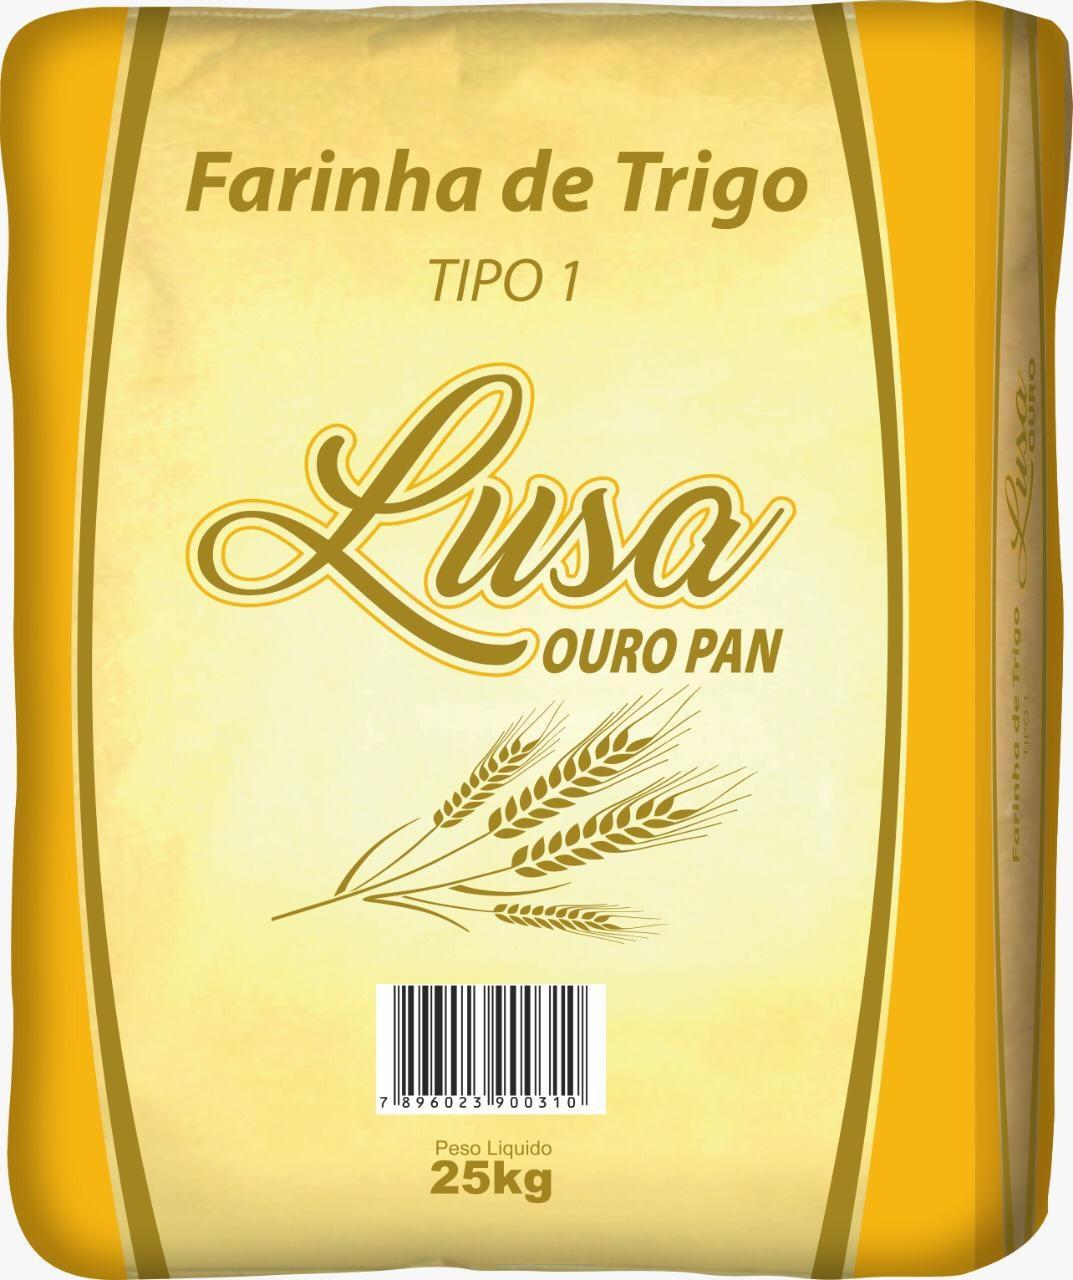 Farinha de Trigo
TIPO 1
Lusa
OURO PAN
7 896023 900310
Peso Liquido
25kg
Lusa
OURO
Farinha de Trigo
TIPO 1